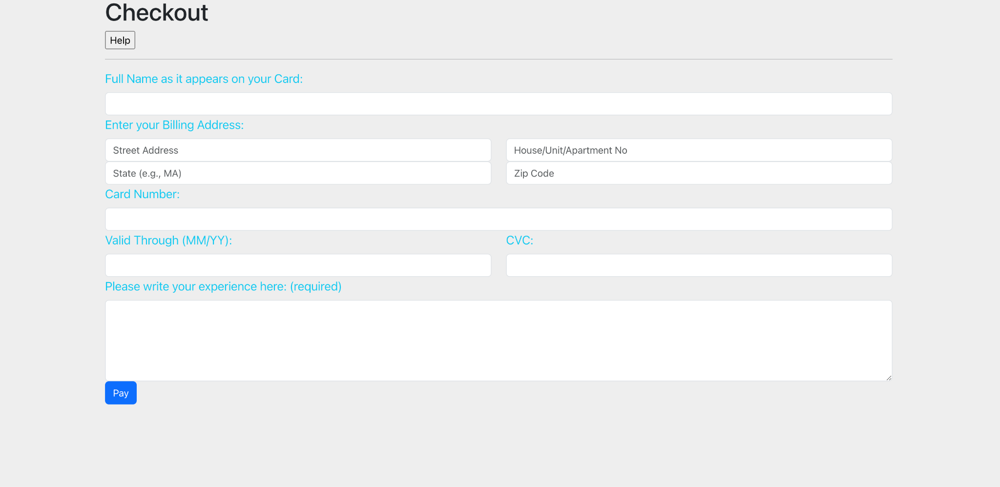 Checkout
Help
Full Name as it appears on your Card:
Enter your Billing Address:
Street Address
House/Unit/Apartment No
State (e.g., MA)
Zip Code
Card Number:
Valid Through (MM/YY):
CVC:
Please write your experience here: (required)
Pay